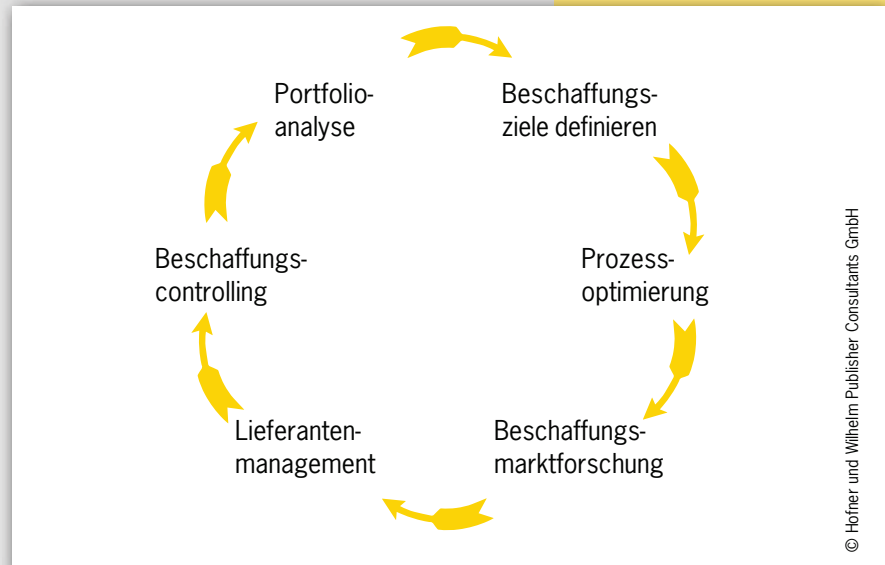 Portfolio-
analyse
Beschaffungs-
ziele definieren
Prozess-
optimierung
Beschaffungs-
marktforschung
Lieferanten-
management
Beschaffungs-
controlling
© Hofner und Wilhelm Publisher Consultants GmbH